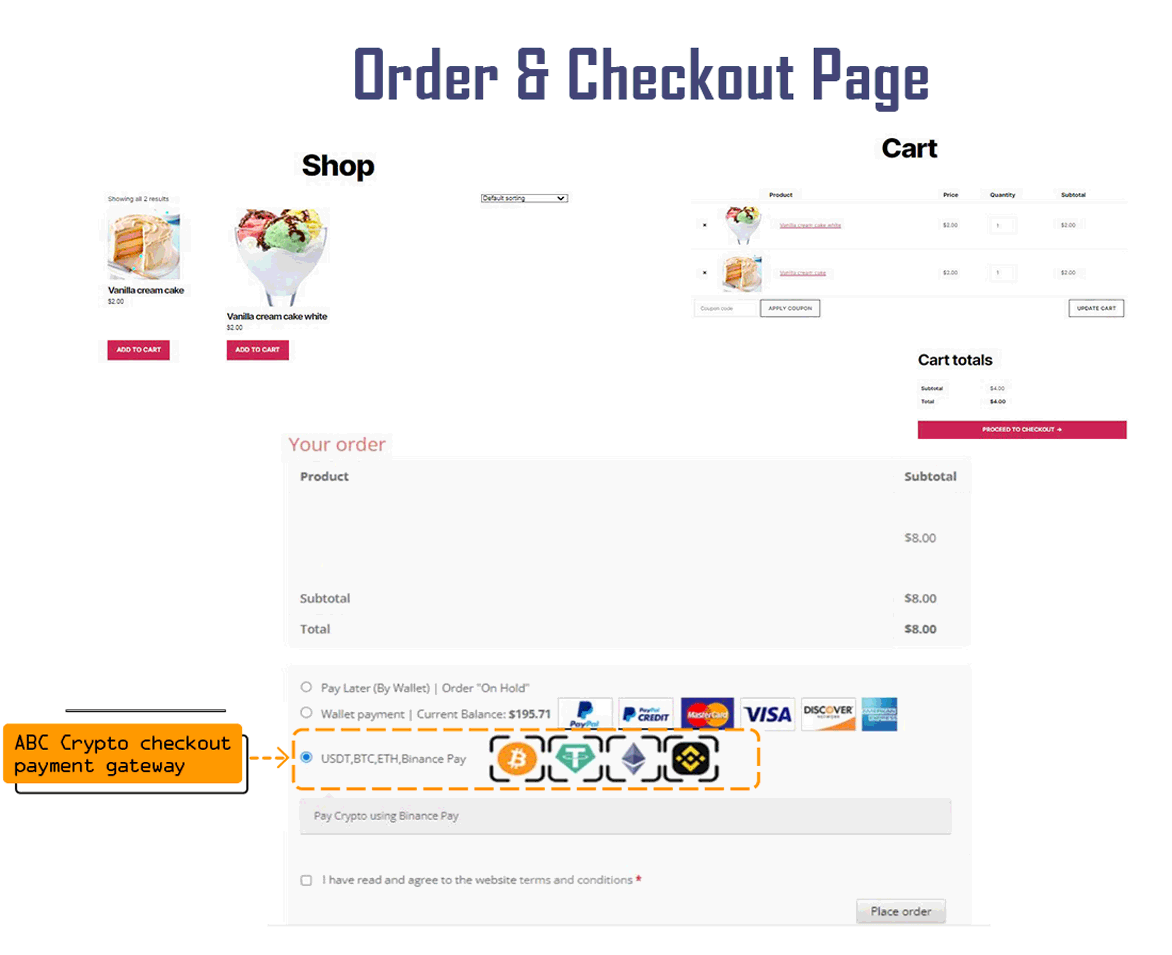 Order & Checkout Page
Shop
Showing all 2 results
Default sorting
Vanilla cream cake
$2.00
ADD TO CART
Vanilla cream cake white
$2.00
ADD TO CART
Cart
Product Price Quantity Subtotal
× Vanilla cream cake white $2.00 1 $2.00
× Vanilla cream cake $2.00 1 $2.00
Coupon code APPLY COUPON UPDATE CART
Cart totals
Subtotal $4.00
Total $4.00
PROCEED TO CHECKOUT →
Your order
Product Subtotal
$8.00
Subtotal $8.00
Total $8.00
Pay Later (By Wallet) | Order "On Hold"
Wallet payment | Current Balance: $195.71 PayPal PayPal CREDIT MasterCard VISA DISCOVER NETWORK AMERICAN EXPRESS
ABC Crypto checkout
payment gateway
USDT,BTC,ETH,Binance Pay
Pay Crypto using Binance Pay
I have read and agree to the website terms and conditions *
Place order